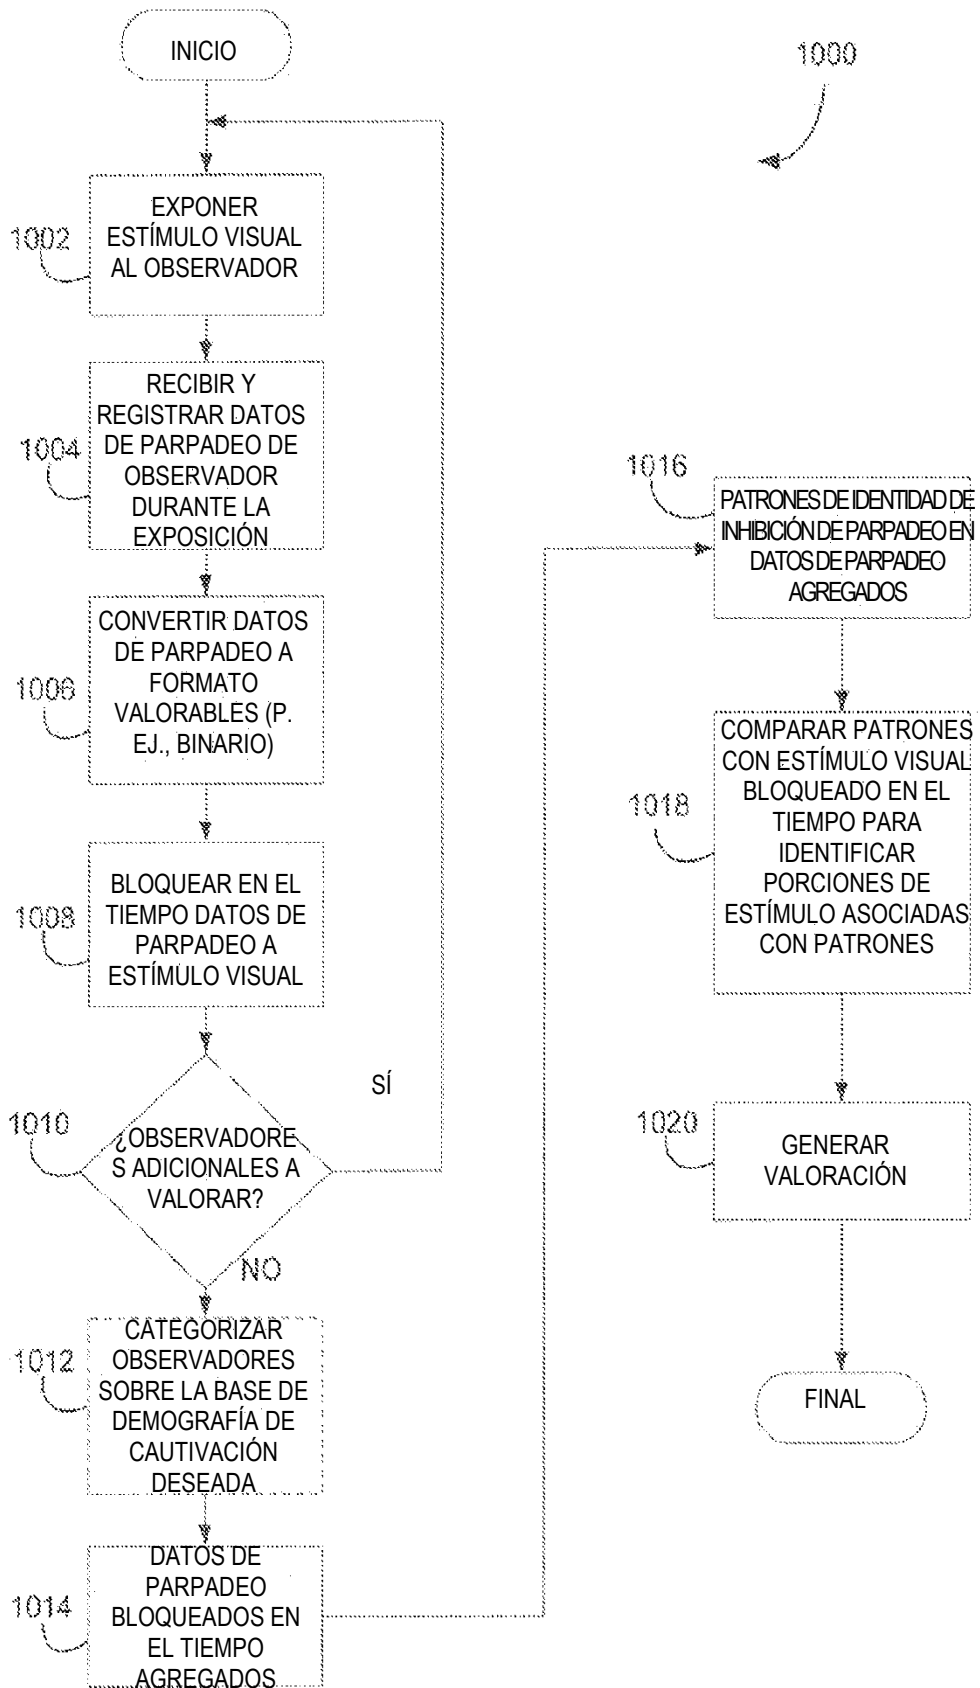 INICIO
1000
1002
EXPONER
ESTÍMULO VISUAL
AL OBSERVADOR
1004
RECIBIR Y
REGISTRAR DATOS
DE PARPADEO DE
OBSERVADOR
DURANTE LA
EXPOSICIÓN
1006
CONVERTIR DATOS
DE PARPADEO A
FORMATO
VALORABLES (P.
EJ., BINARIO)
1008
BLOQUEAR EN EL
TIEMPO DATOS DE
PARPADEO A
ESTÍMULO VISUAL
SÍ
1010
¿OBSERVADORE
S ADICIONALES A
VALORAR?
NO
1012
CATEGORIZAR
OBSERVADORES
SOBRE LA BASE DE
DEMOGRAFÍA DE
CAUTIVACIÓN
DESEADA
1014
DATOS DE
PARPADEO
BLOQUEADOS EN
EL TIEMPO
AGREGADOS
1016
PATRONES DE IDENTIDAD DE
INHIBICIÓN DE PARPADEO EN
DATOS DE PARPADEO
AGREGADOS
1018
COMPARAR PATRONES
CON ESTÍMULO VISUAL
BLOQUEADO EN EL
TIEMPO PARA
IDENTIFICAR
PORCIONES DE
ESTÍMULO ASOCIADAS
CON PATRONES
1020
GENERAR
VALORACIÓN
FINAL